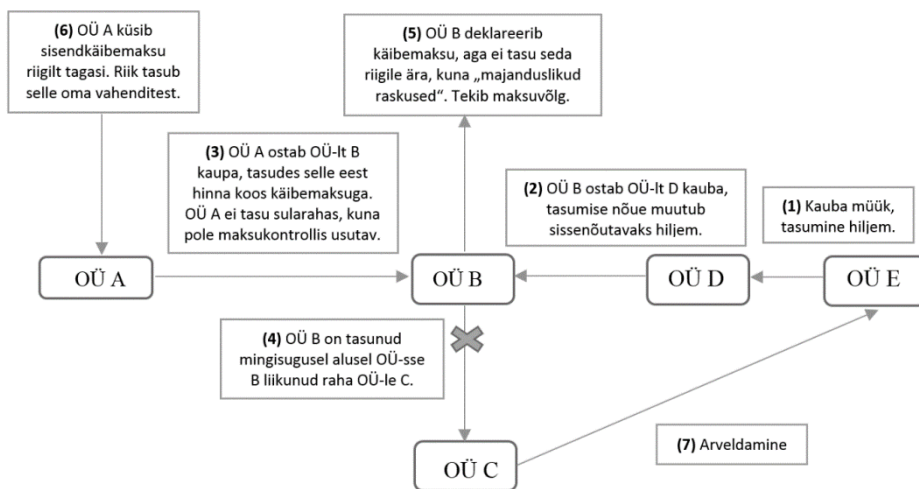 (6) OÜ A küsib
sisendkäibemaksu
riigilt tagasi. Riik tasub
selle oma vahenditest.
(5) OÜ B deklareerib
käibemaksu, aga ei tasu seda
riigile ära, kuna „majanduslikud
raskused“. Tekib maksuvõlg.
(3) OÜ A ostab OÜ-lt B
kaupa, tasudes selle eest
hinna koos käibemaksuga.
OÜ A ei tasu sularahas, kuna
pole maksukontrollis usutav.
(2) OÜ B ostab OÜ-lt D kauba,
tasumise nõue muutub
sissenõutavaks hiljem.
(1) Kauba müük,
tasumine hiljem.
OÜ A
OÜ B
OÜ D
OÜ E
(4) OÜ B on tasunud
mingisugusel alusel OÜ-sse
B liikunud raha OÜ-le C.
(7) Arveldamine
OÜ C